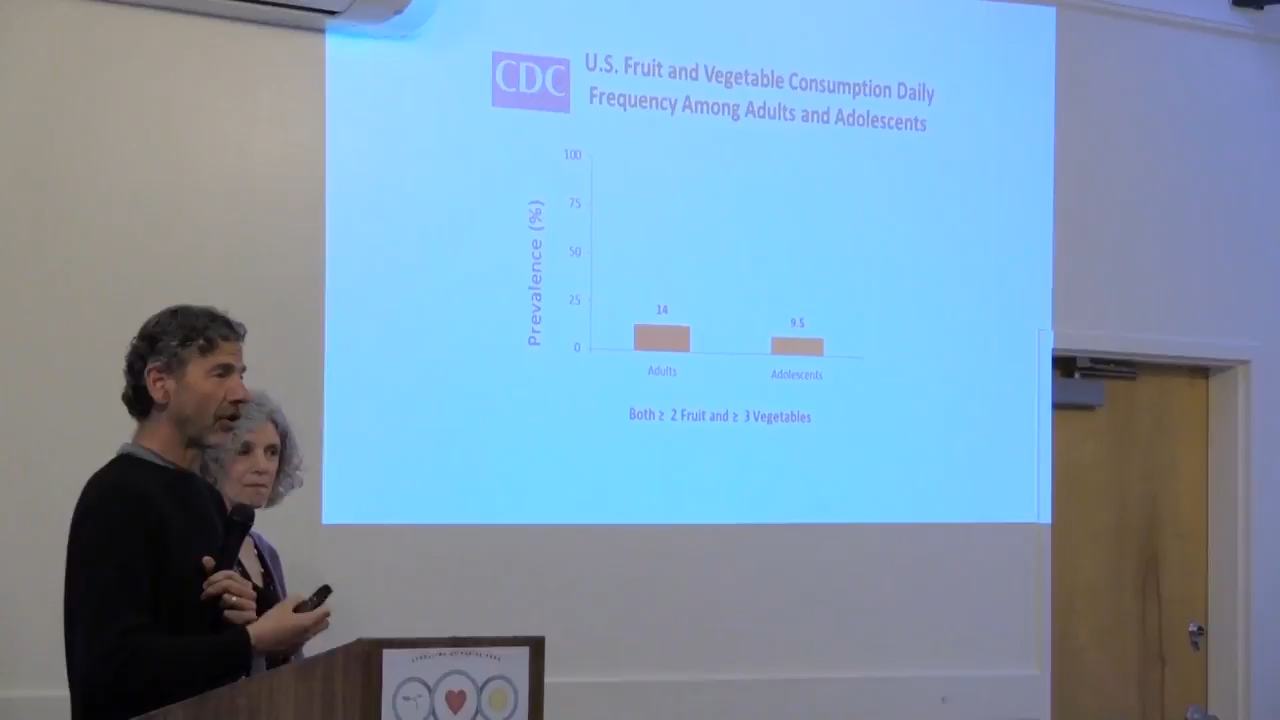 CDC
U.S. Fruit and Vegetable Consumption Daily
Frequency Among Adults and Adolescents
Prevalence (%)
100
75
50
25
0
14
9.5
Adults
Adolescents
Both ≥ 2 Fruit and ≥ 3 Vegetables